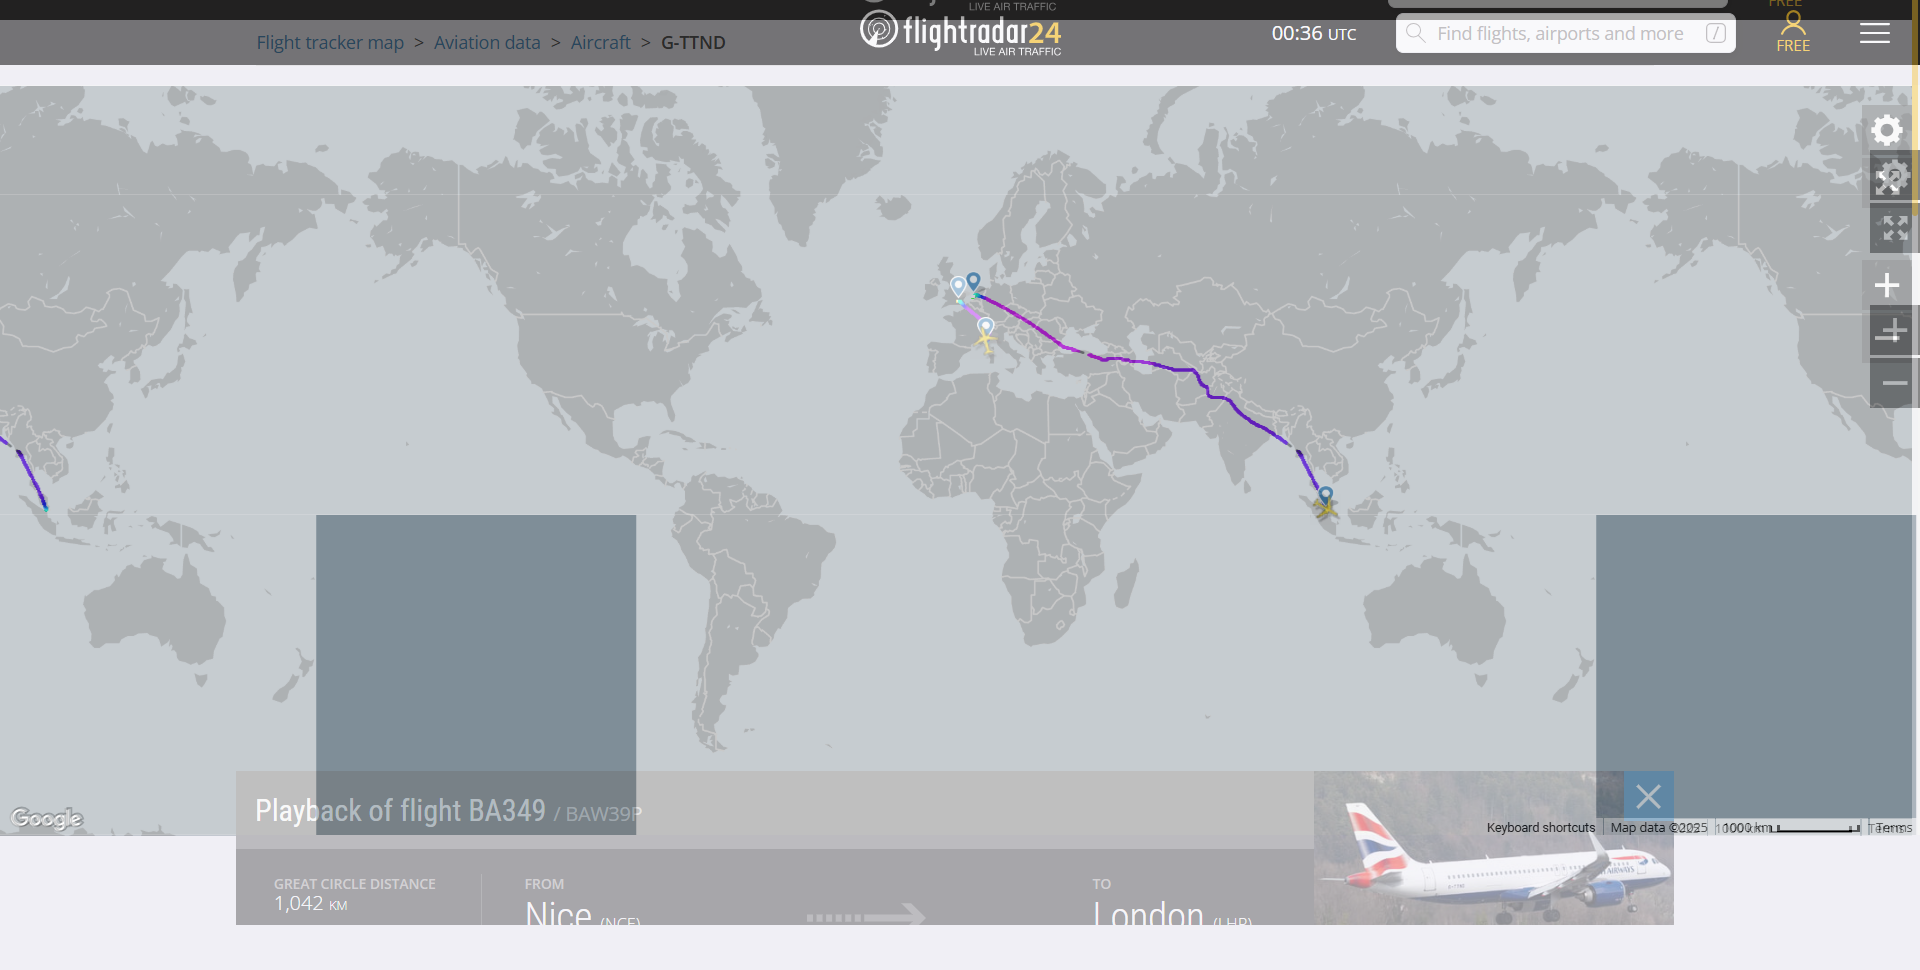 LIVE AIR TRAFFIC
FREE
Flight tracker map > Aviation data > Aircraft > G-TTND
flightradar24
LIVE AIR TRAFFIC
00:36 UTC
Find flights, airports and more /
FREE
Google
Playback of flight BA349 / BAW39P
Keyboard shortcuts
Map data ©2025
1000 km
Terms
GREAT CIRCLE DISTANCE
1,042 KM
FROM
Nice (NCE)
TO
London (LHR)